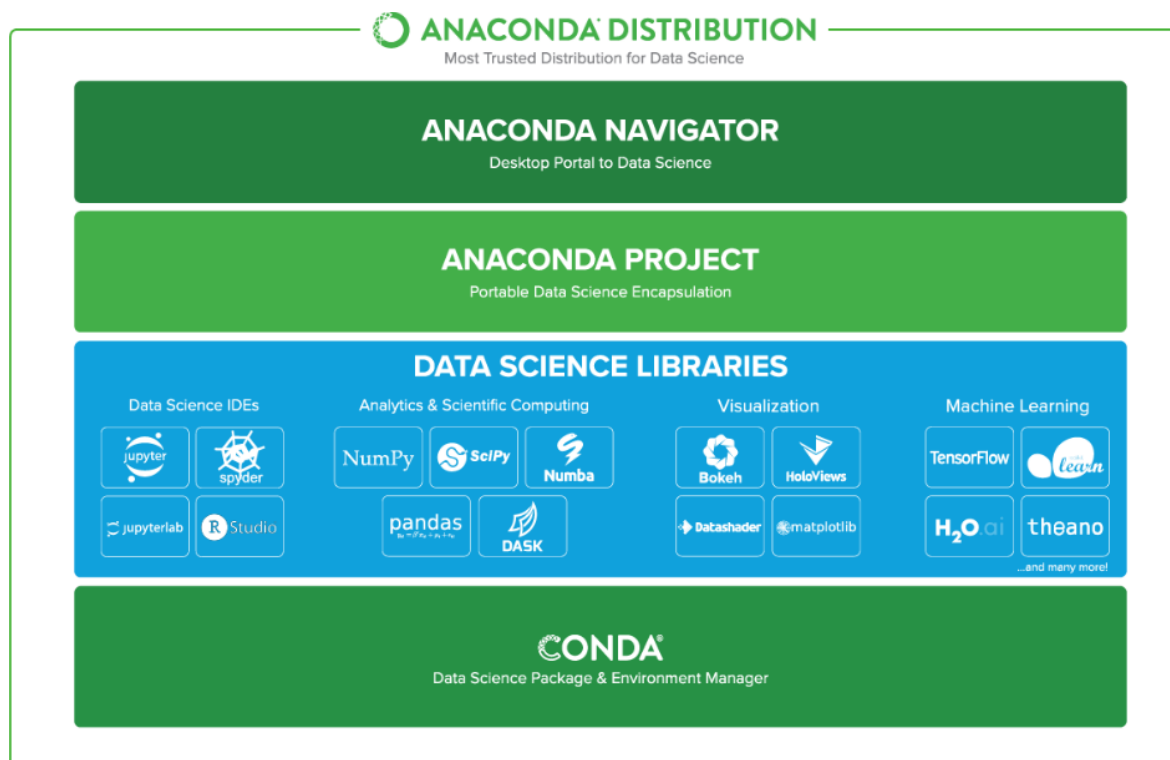 ANACONDA® DISTRIBUTION
Most Trusted Distribution for Data Science
ANACONDA NAVIGATOR
Desktop Portal to Data Science
ANACONDA PROJECT
Portable Data Science Encapsulation
DATA SCIENCE LIBRARIES
Data Science IDEs
jupyter
spyder
jupyterlab
R Studio
Analytics & Scientific Computing
NumPy
SciPy
Numba
pandas
DASK
Visualization
Bokeh
HoloViews
Datashader
matplotlib
Machine Learning
TensorFlow
learn
H₂O.ai
theano
...and many more!
CONDA®
Data Science Package & Environment Manager